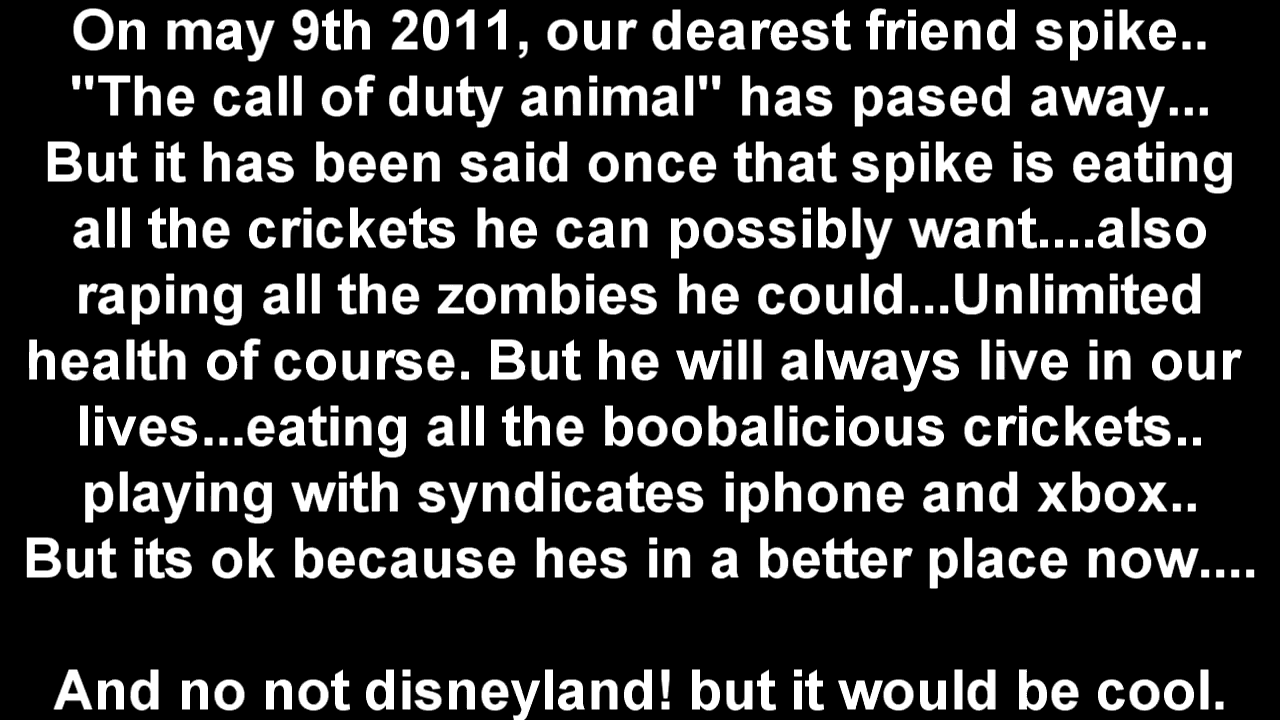 On may 9th 2011, our dearest friend spike..
"The call of duty animal" has pased away...
But it has been said once that spike is eating
all the crickets he can possibly want....also
raping all the zombies he could...Unlimited
health of course. But he will always live in our
lives...eating all the boobalicious crickets..
playing with syndicates iphone and xbox..
But its ok because hes in a better place now....
And no not disneyland! but it would be cool.